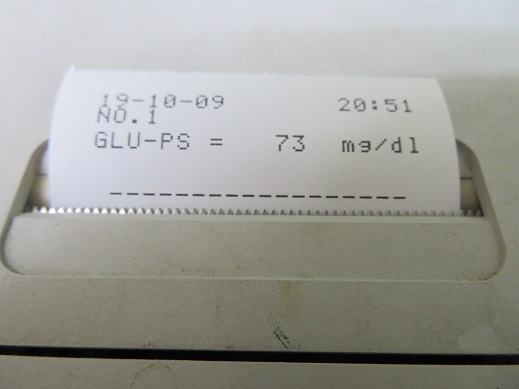 19-10-09 20:51
NO.1
GLU-PS = 73 mg/dl